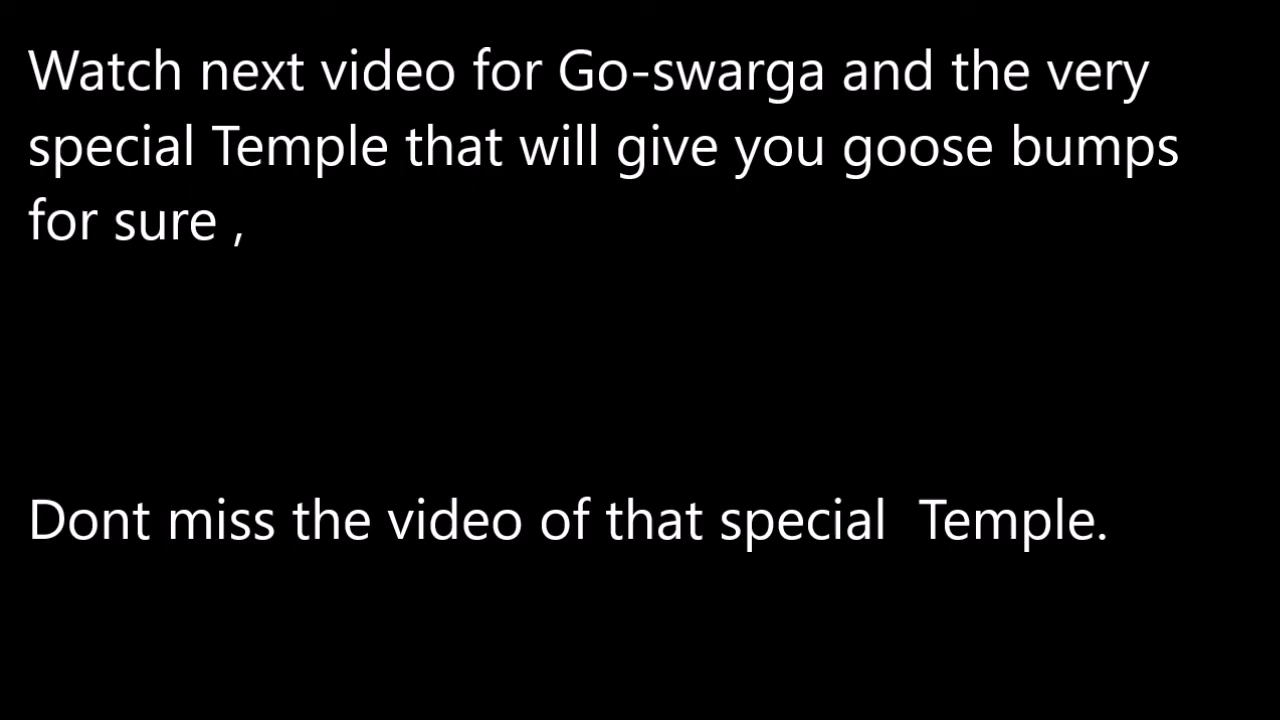 Watch next video for Go-swarga and the very
special Temple that will give you goose bumps
for sure ,
Dont miss the video of that special  Temple.